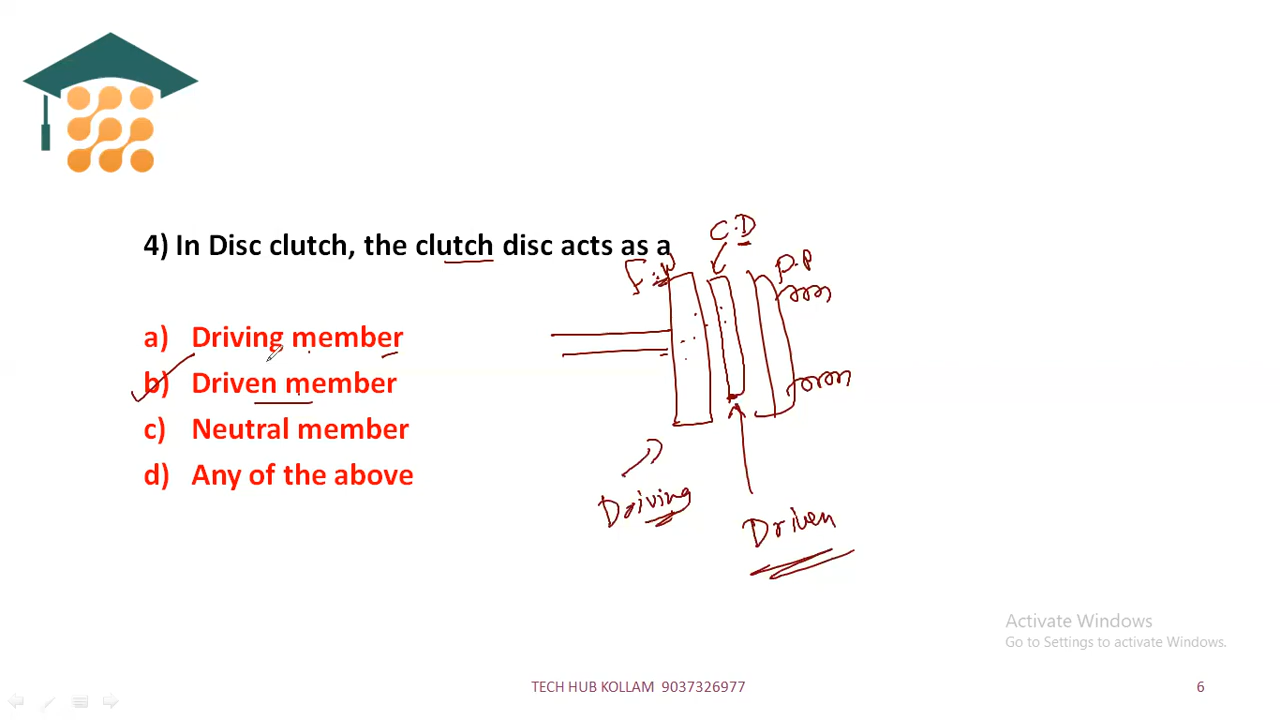 4) In Disc clutch, the clutch disc acts as a
a) Driving member
b) Driven member
c) Neutral member
d) Any of the above
F.W
C.D
P.P
Driving
Driven
Activate Windows
Go to Settings to activate Windows.
TECH HUB KOLLAM 9037326977
6